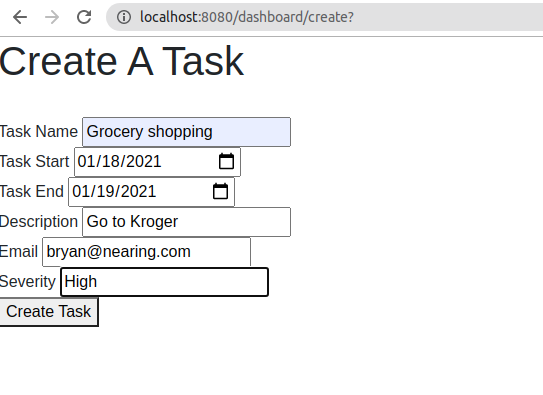 localhost:8080/dashboard/create?
Create A Task
Task Name Grocery shopping
Task Start 01/18/2021
Task End 01/19/2021
Description Go to Kroger
Email bryan@nearing.com
Severity High
Create Task